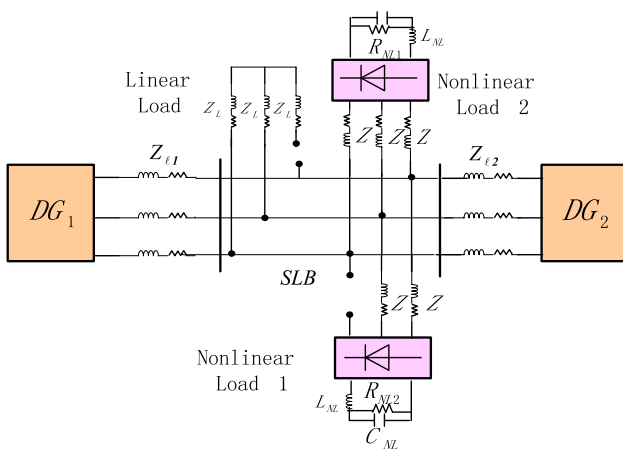 L_NL
R_NL1
Linear
Load
Nonlinear
Load 2
Z_L Z_L Z_L
Z Z Z
Z_ℓ1
Z_ℓ2
DG_1
DG_2
SLB
Z Z
Nonlinear
Load 1
R_NL2
L_NL
C_NL